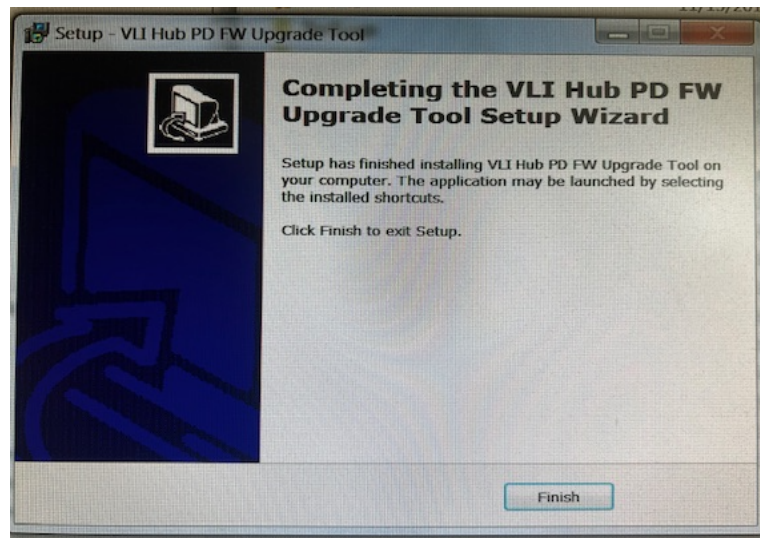 Setup - VLI Hub PD FW Upgrade Tool
Completing the VLI Hub PD FW
Upgrade Tool Setup Wizard
Setup has finished installing VLI Hub PD FW Upgrade Tool on
your computer. The application may be launched by selecting
the installed shortcuts.
Click Finish to exit Setup.
Finish